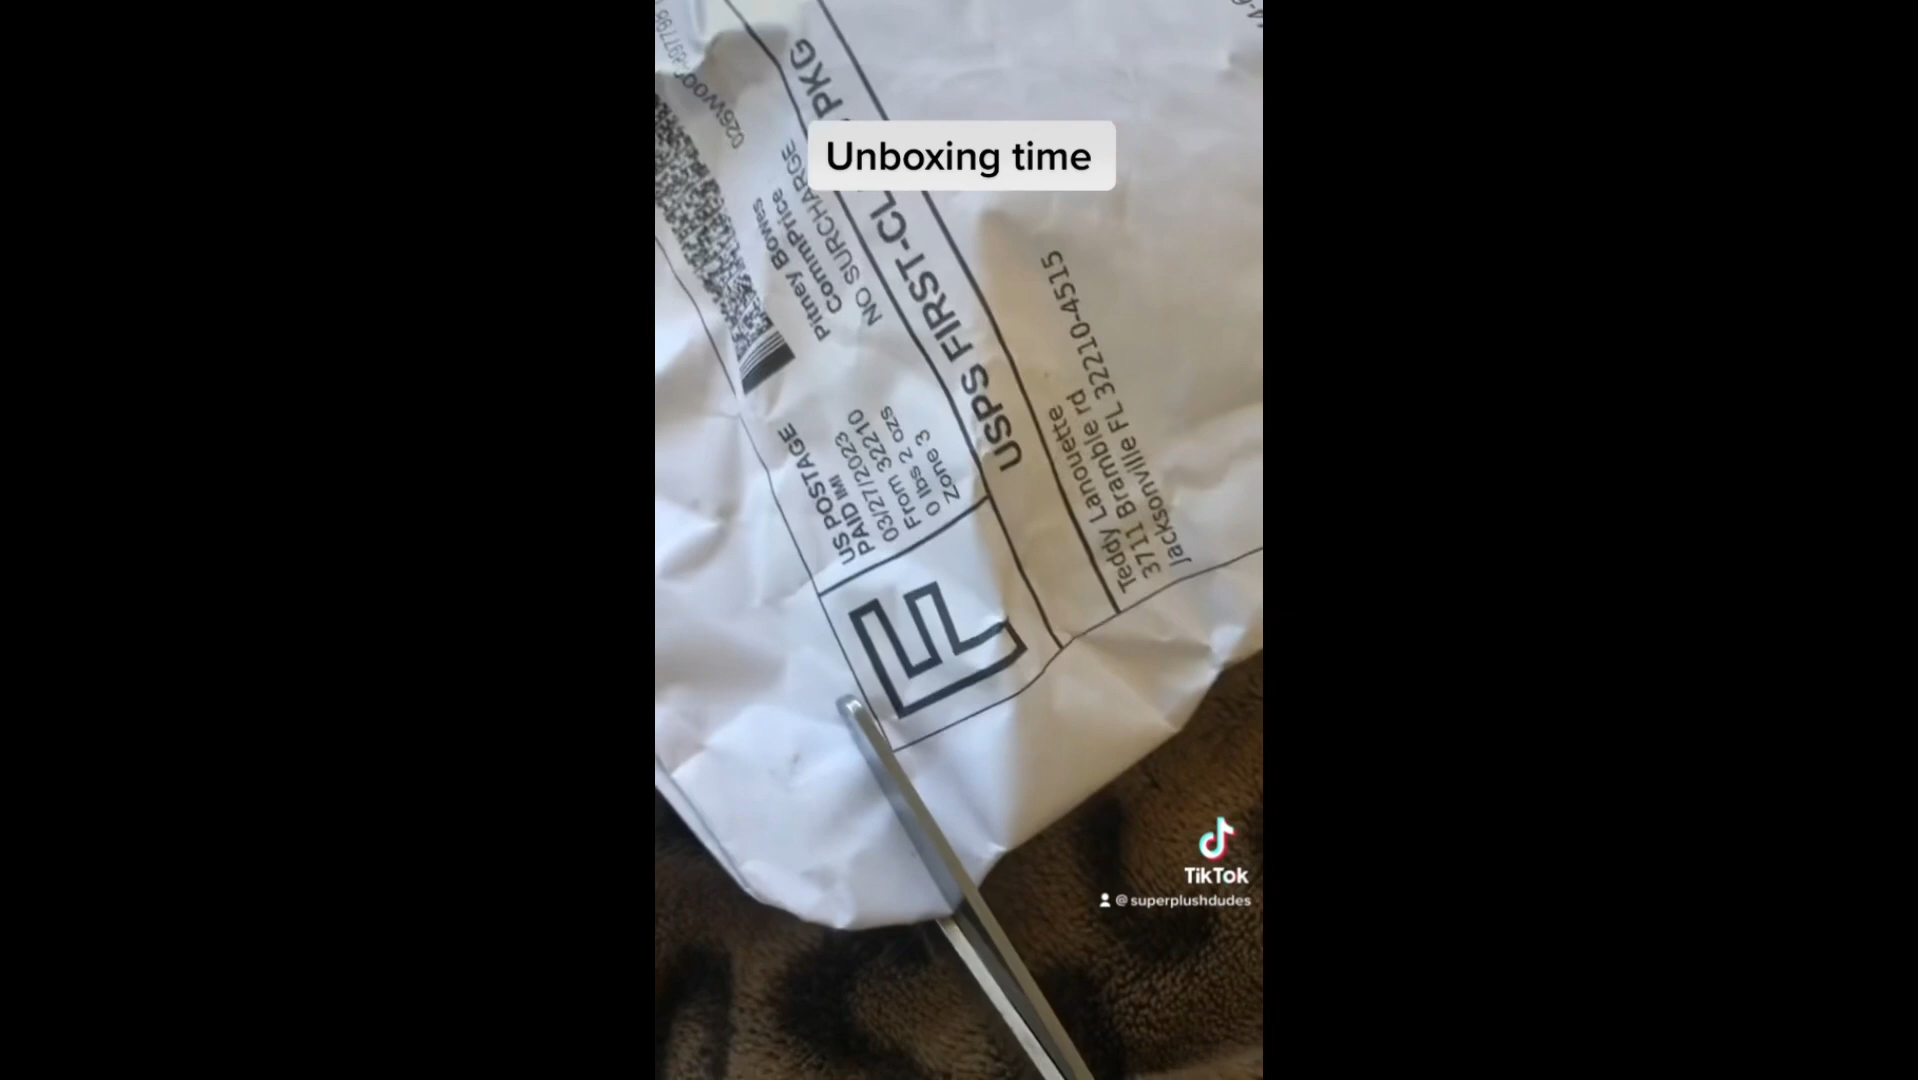 Unboxing time
026W00
US POSTAGE
PAID IMI
03/27/2023
From 32210
0 lbs 2 ozs
Zone 3
Pitney Bowes
CommPrice
NO SURCHARGE
F
USPS FIRST-CL PKG
Teddy Lanouette
3711 Bramble rd
Jacksonville FL 32210-4515
TikTok
@superplushdudes